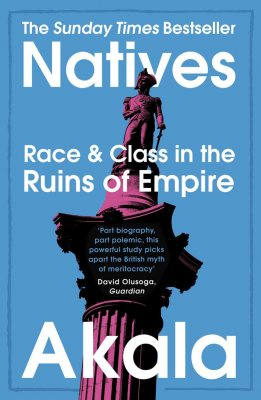 The Sunday Times Bestseller
Natives
Race & Class in the
Ruins of Empire
‘Part biography,
part polemic, this
powerful study picks
apart the British myth
of meritocracy’
David Olusoga,
Guardian
Akala